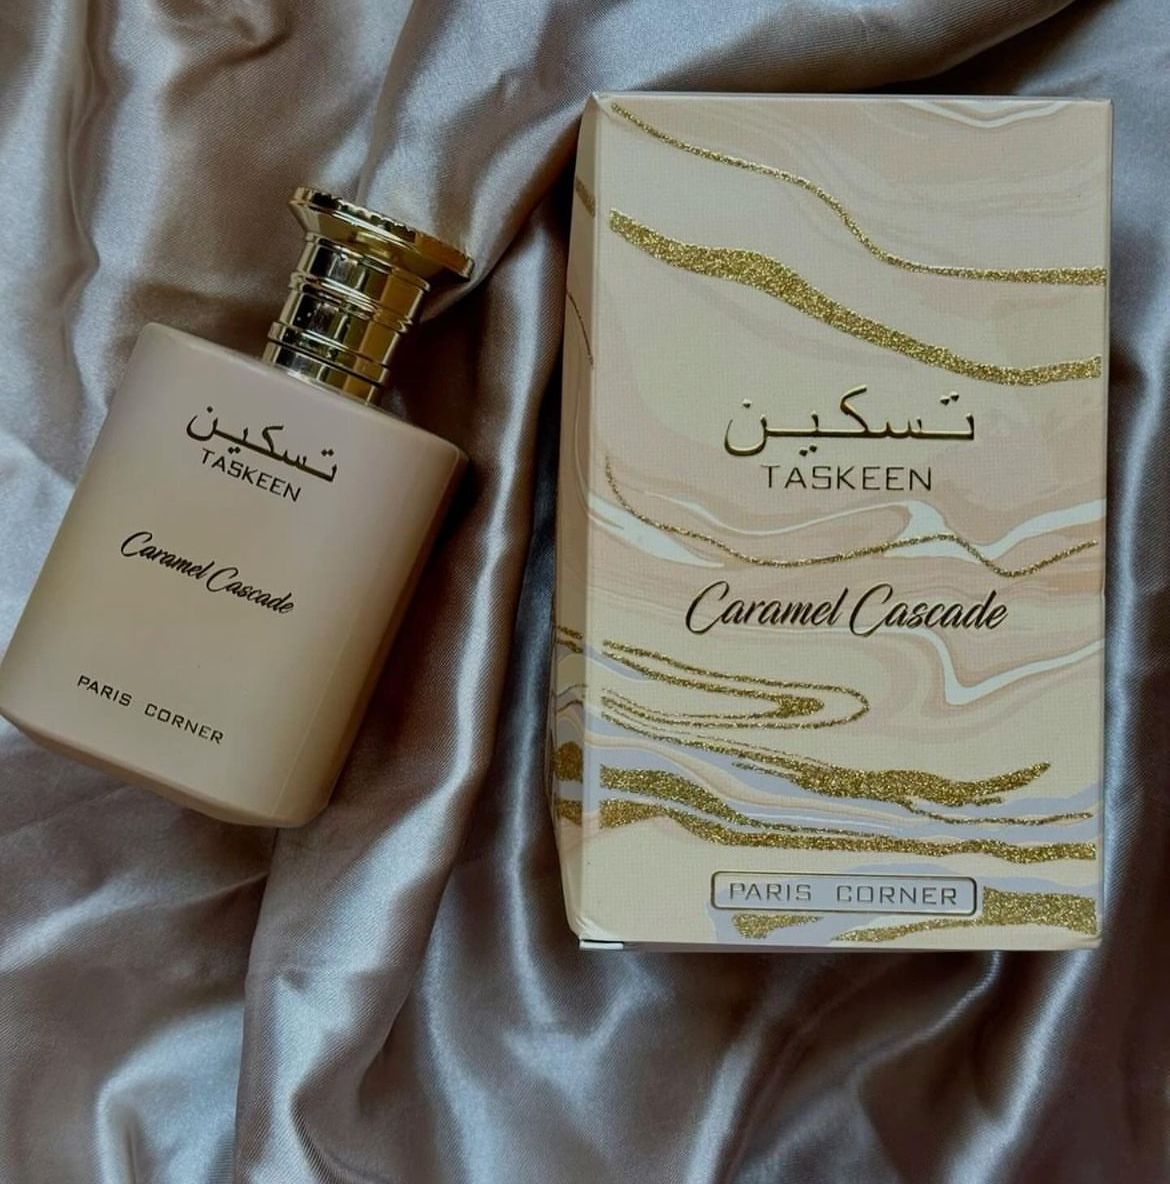 تسكين
TASKEEN
Caramel Cascade
PARIS CORNER
تسكين
TASKEEN
Caramel Cascade
PARIS CORNER